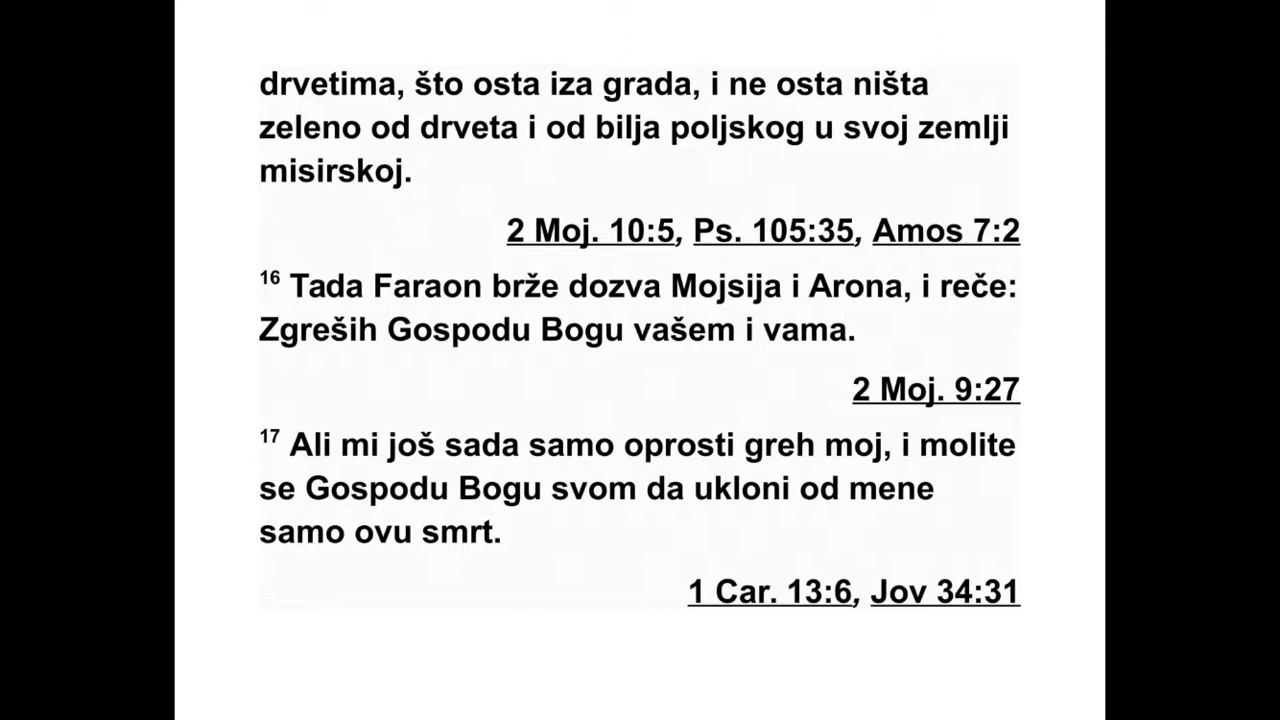 drvetima, što osta iza grada, i ne osta ništa
zeleno od drveta i od bilja poljskog u svoj zemlji
misirskoj.
2 Moj. 10:5, Ps. 105:35, Amos 7:2
16 Tada Faraon brže dozva Mojsija i Arona, i reče:
Zgreših Gospodu Bogu vašem i vama.
2 Moj. 9:27
17 Ali mi još sada samo oprosti greh moj, i molite
se Gospodu Bogu svom da ukloni od mene
samo ovu smrt.
1 Car. 13:6, Jov 34:31